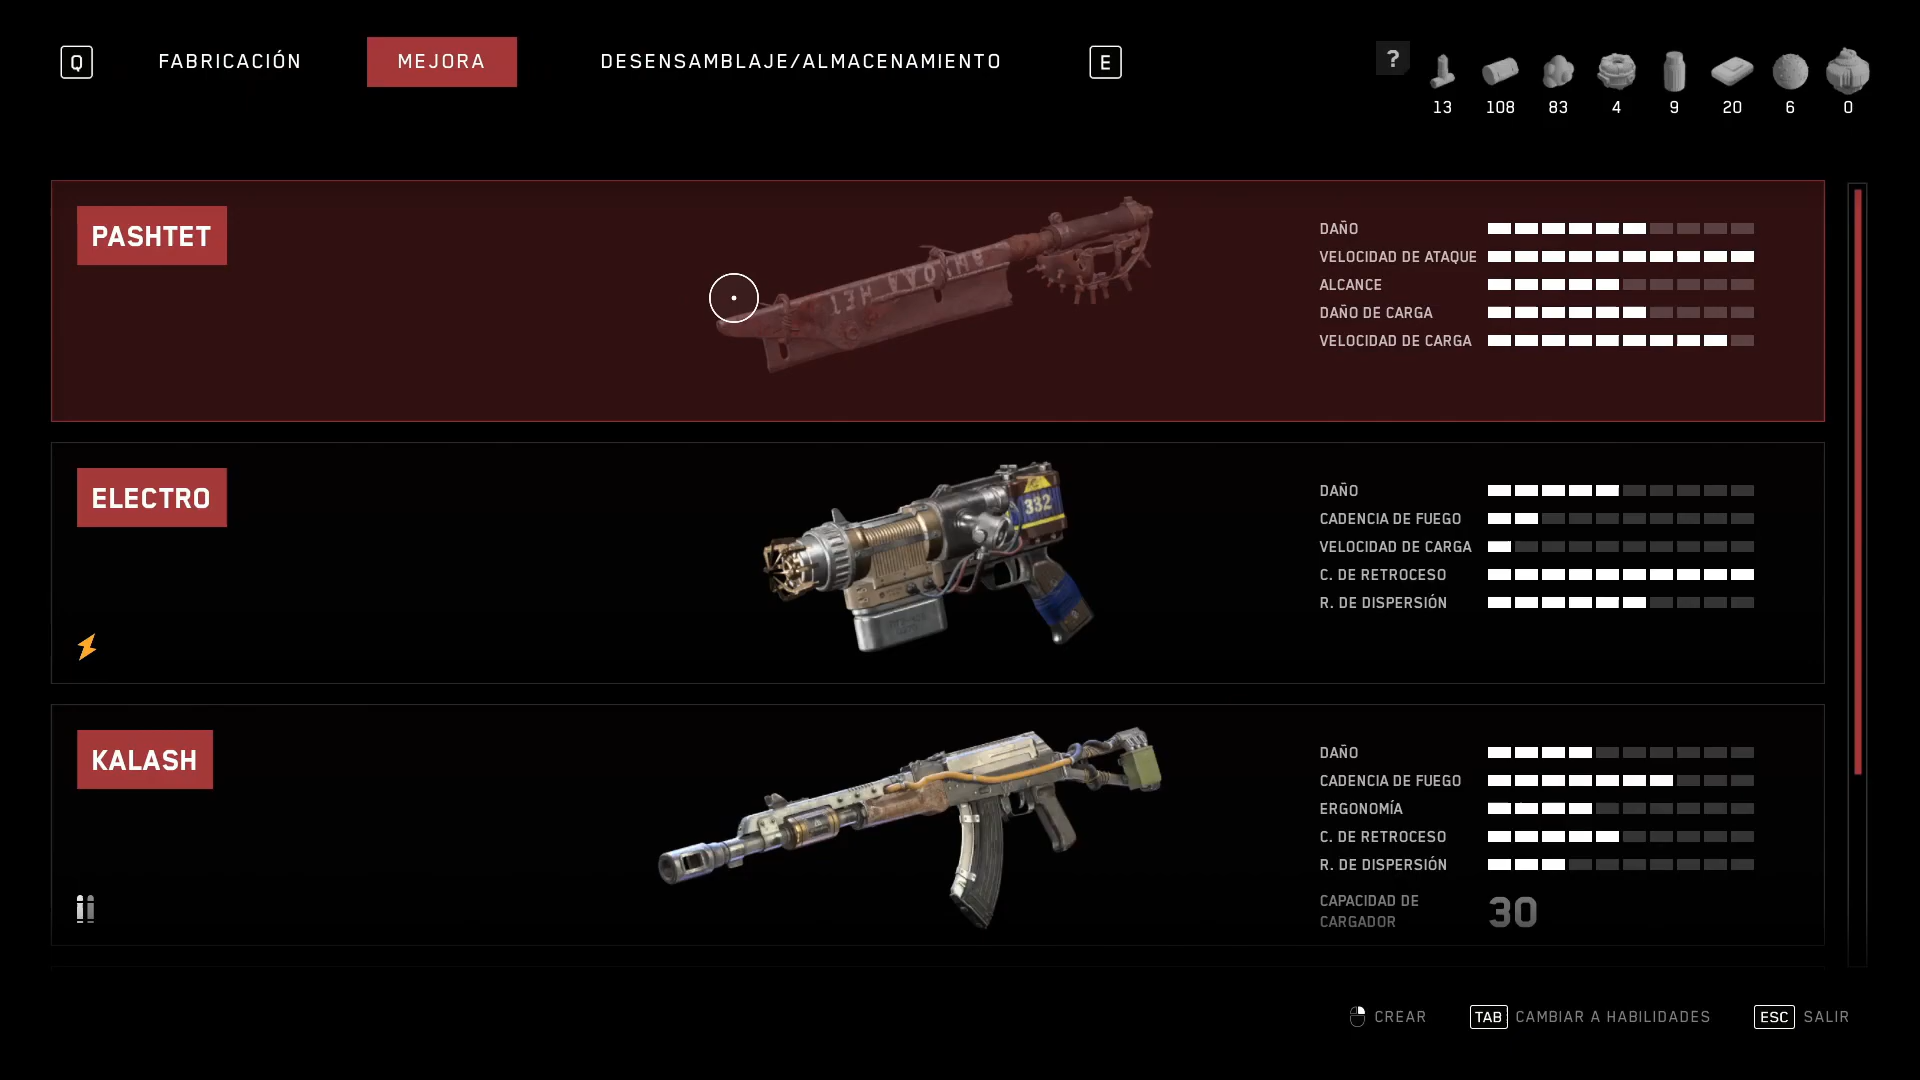 Q FABRICACIÓN MEJORA DESENSAMBLAJE/ALMACENAMIENTO E ?
13 108 83 4 9 20 6 0
PASHTET
DAÑO
VELOCIDAD DE ATAQUE
ALCANCE
DAÑO DE CARGA
VELOCIDAD DE CARGA
ELECTRO
332
DAÑO
CADENCIA DE FUEGO
VELOCIDAD DE CARGA
C. DE RETROCESO
R. DE DISPERSIÓN
KALASH
DAÑO
CADENCIA DE FUEGO
ERGONOMÍA
C. DE RETROCESO
R. DE DISPERSIÓN
CAPACIDAD DE
CARGADOR
30
CREAR TAB CAMBIAR A HABILIDADES ESC SALIR